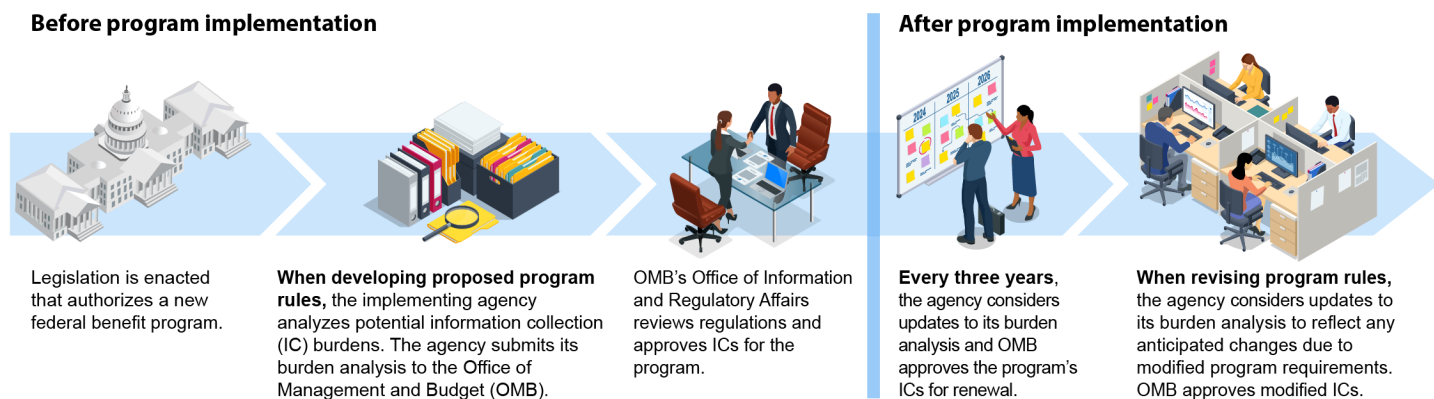 Before program implementation
Legislation is enacted
that authorizes a new
federal benefit program.
When developing proposed program
rules, the implementing agency
analyzes potential information collection
(IC) burdens. The agency submits its
burden analysis to the Office of
Management and Budget (OMB).
OMB’s Office of Information
and Regulatory Affairs
reviews regulations and
approves ICs for the
program.
After program implementation
2024
2025
2026
Every three years,
the agency considers
updates to its burden
analysis and OMB
approves the program’s
ICs for renewal.
When revising program rules,
the agency considers updates to
its burden analysis to reflect any
anticipated changes due to
modified program requirements.
OMB approves modified ICs.